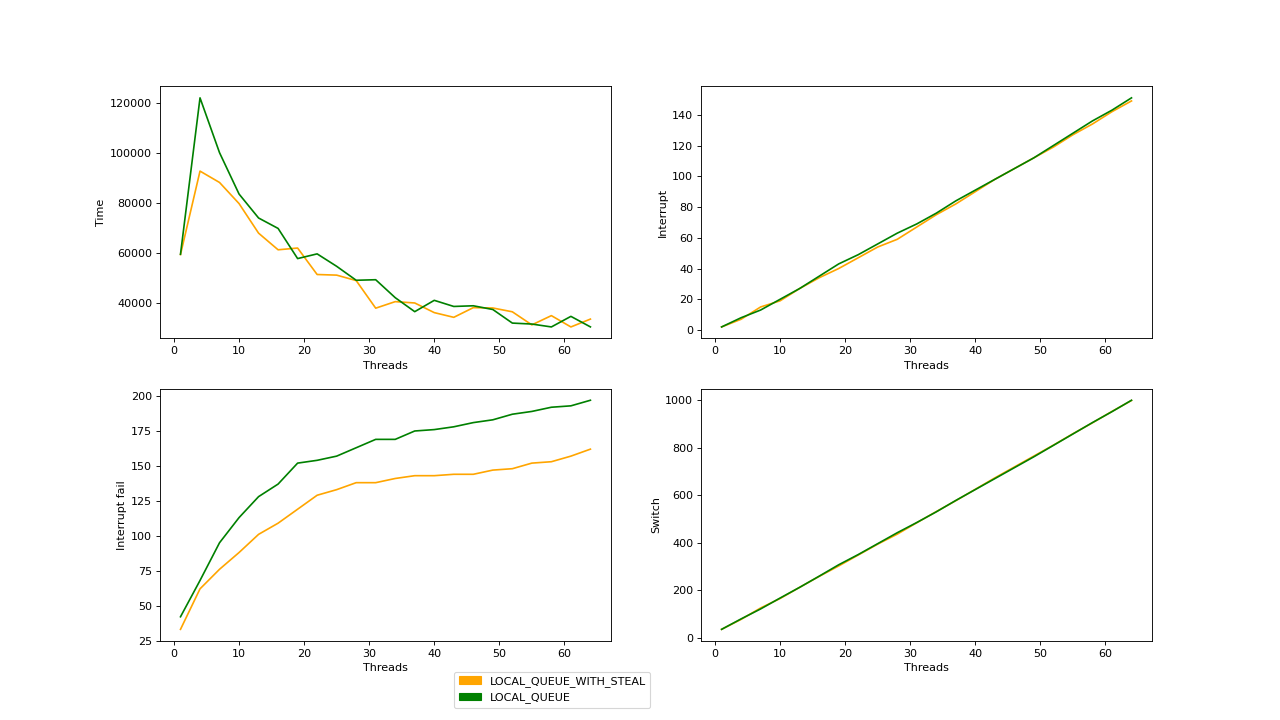 120000
100000
80000
60000
40000
Time
0 10 20 30 40 50 60
Threads
140
120
100
80
60
40
20
0
Interrupt
0 10 20 30 40 50 60
Threads
200
175
150
125
100
75
50
25
Interrupt fail
0 10 20 30 40 50 60
Threads
1000
800
600
400
200
0
Switch
0 10 20 30 40 50 60
Threads
LOCAL_QUEUE_WITH_STEAL
LOCAL_QUEUE